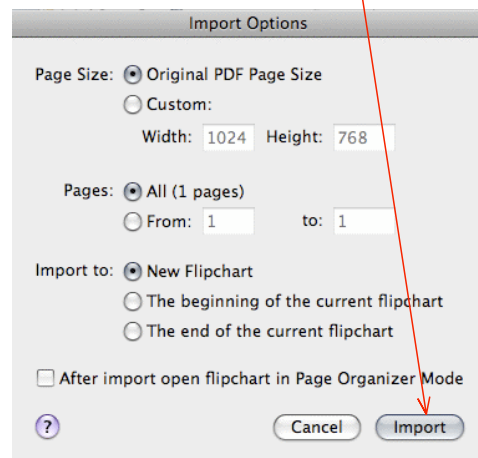 Import Options
Page Size: Original PDF Page Size
Custom:
Width: 1024 Height: 768
Pages: All (1 pages)
From: 1 to: 1
Import to: New Flipchart
The beginning of the current flipchart
The end of the current flipchart
After import open flipchart in Page Organizer Mode
? Cancel Import